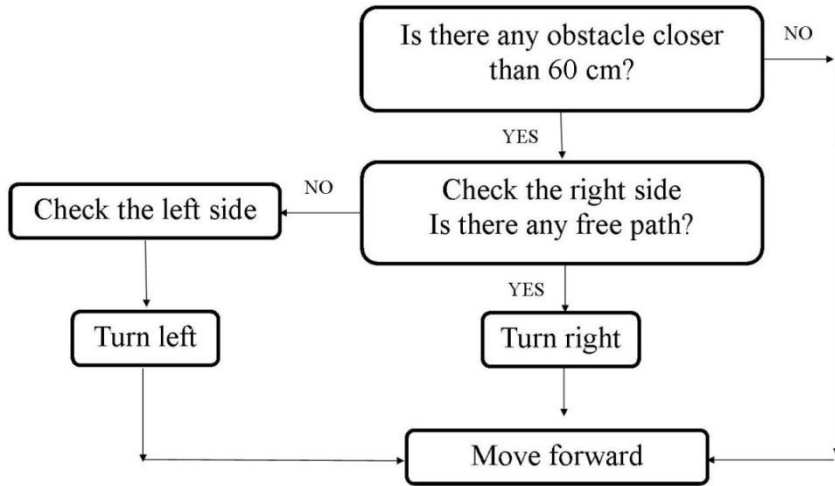 Is there any obstacle closer
than 60 cm?
NO
YES
Check the right side
Is there any free path?
NO
Check the left side
YES
Turn left
Turn right
Move forward